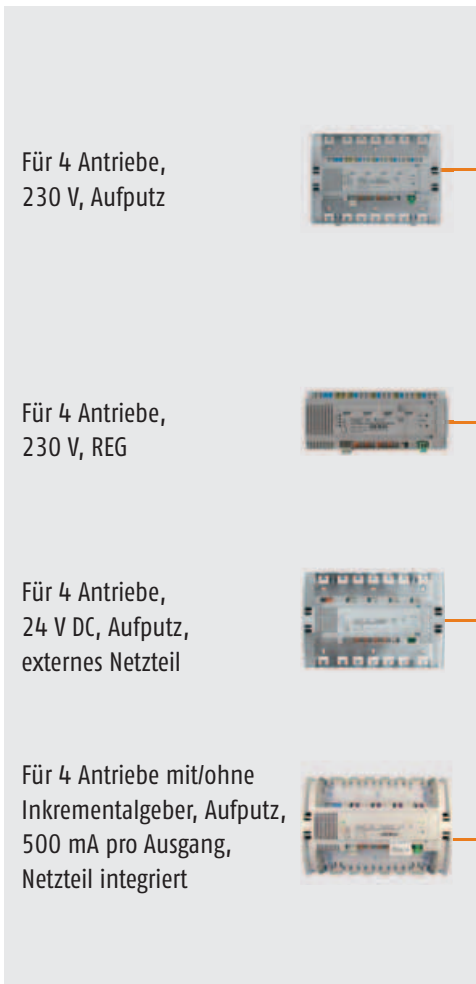 Für 4 Antriebe,
230 V, Aufputz
Für 4 Antriebe,
230 V, REG
Für 4 Antriebe,
24 V DC, Aufputz,
externes Netzteil
Für 4 Antriebe mit/ohne
Inkrementalgeber, Aufputz,
500 mA pro Ausgang,
Netzteil integriert